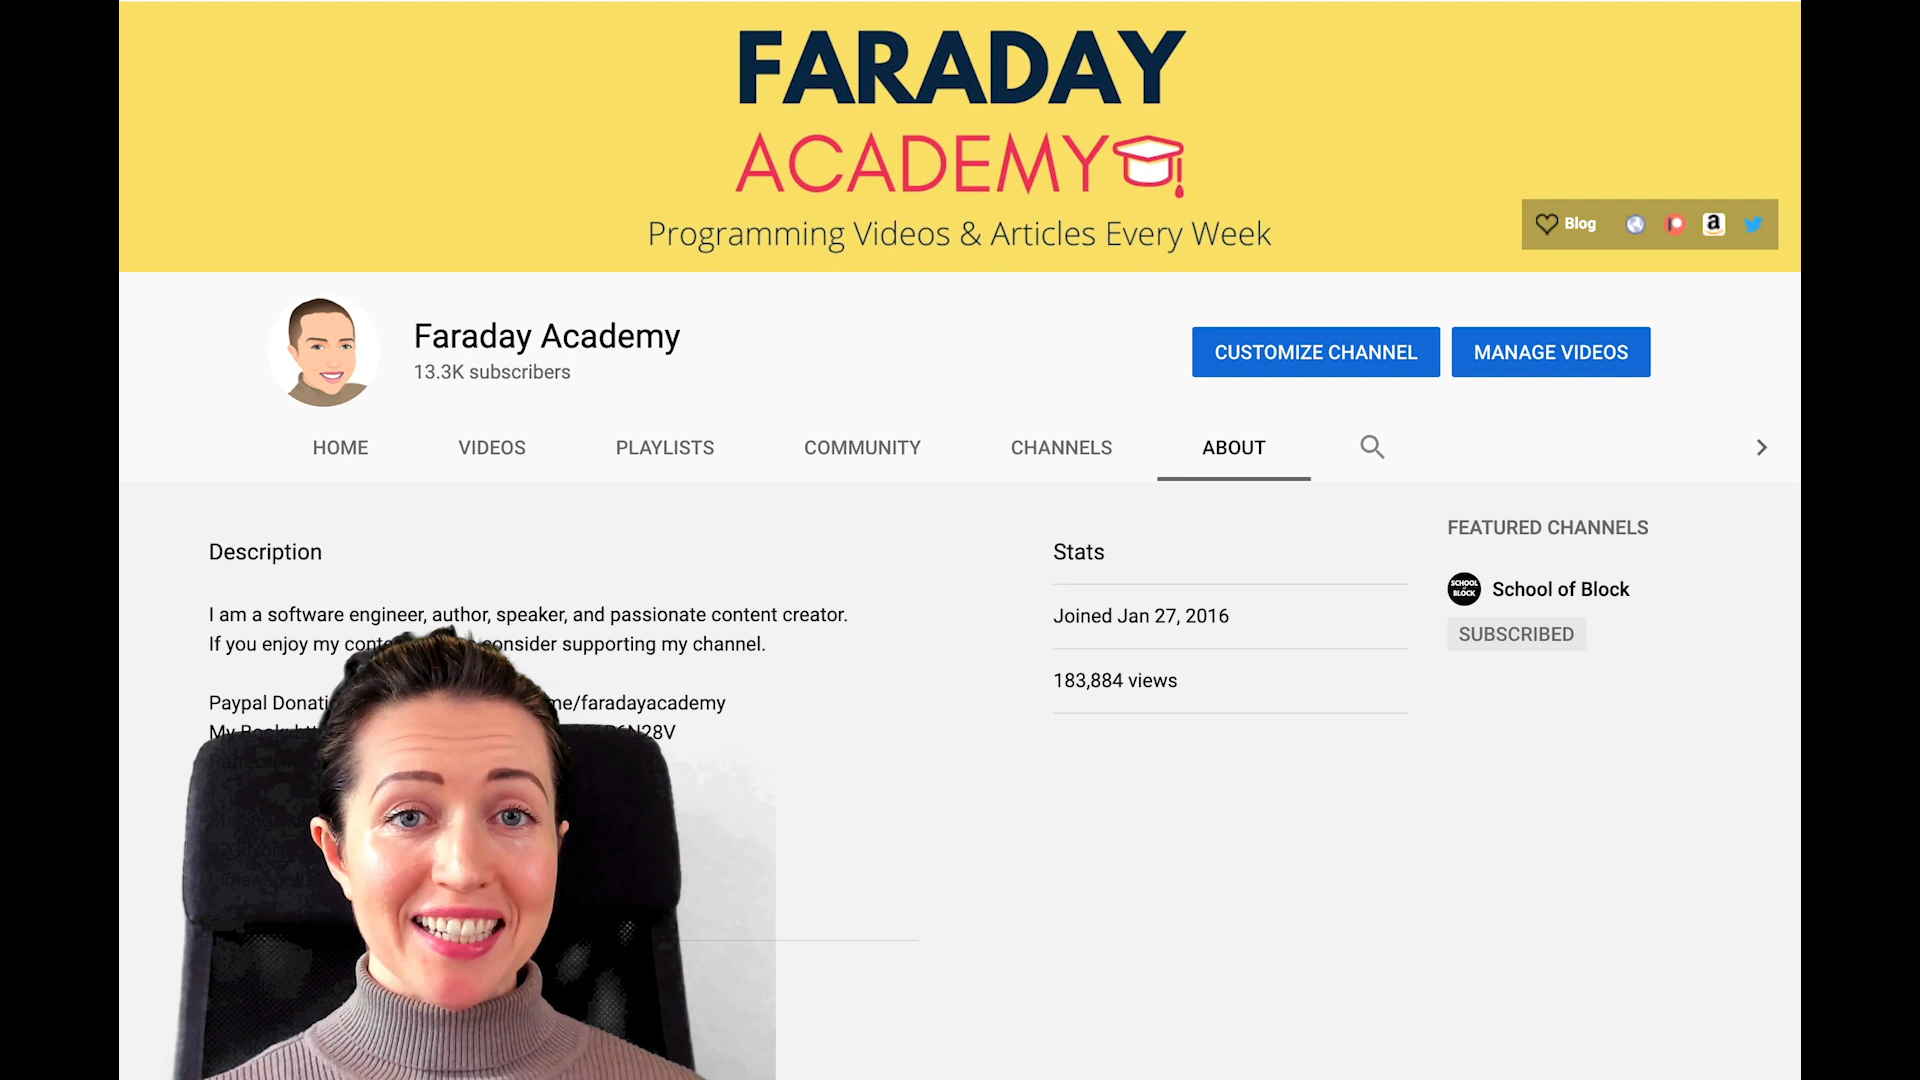 FARADAY
ACADEMY
Programming Videos & Articles Every Week
Blog
a
Faraday Academy
13.3K subscribers
CUSTOMIZE CHANNEL
MANAGE VIDEOS
HOME
VIDEOS
PLAYLISTS
COMMUNITY
CHANNELS
ABOUT
Description
I am a software engineer, author, speaker, and passionate content creator.
If you enjoy my consider supporting my channel.
Paypal me/faradayacademy
My
Stats
Joined Jan 27, 2016
183,884 views
FEATURED CHANNELS
SCHOOL
BLOCK
School of Block
SUBSCRIBED